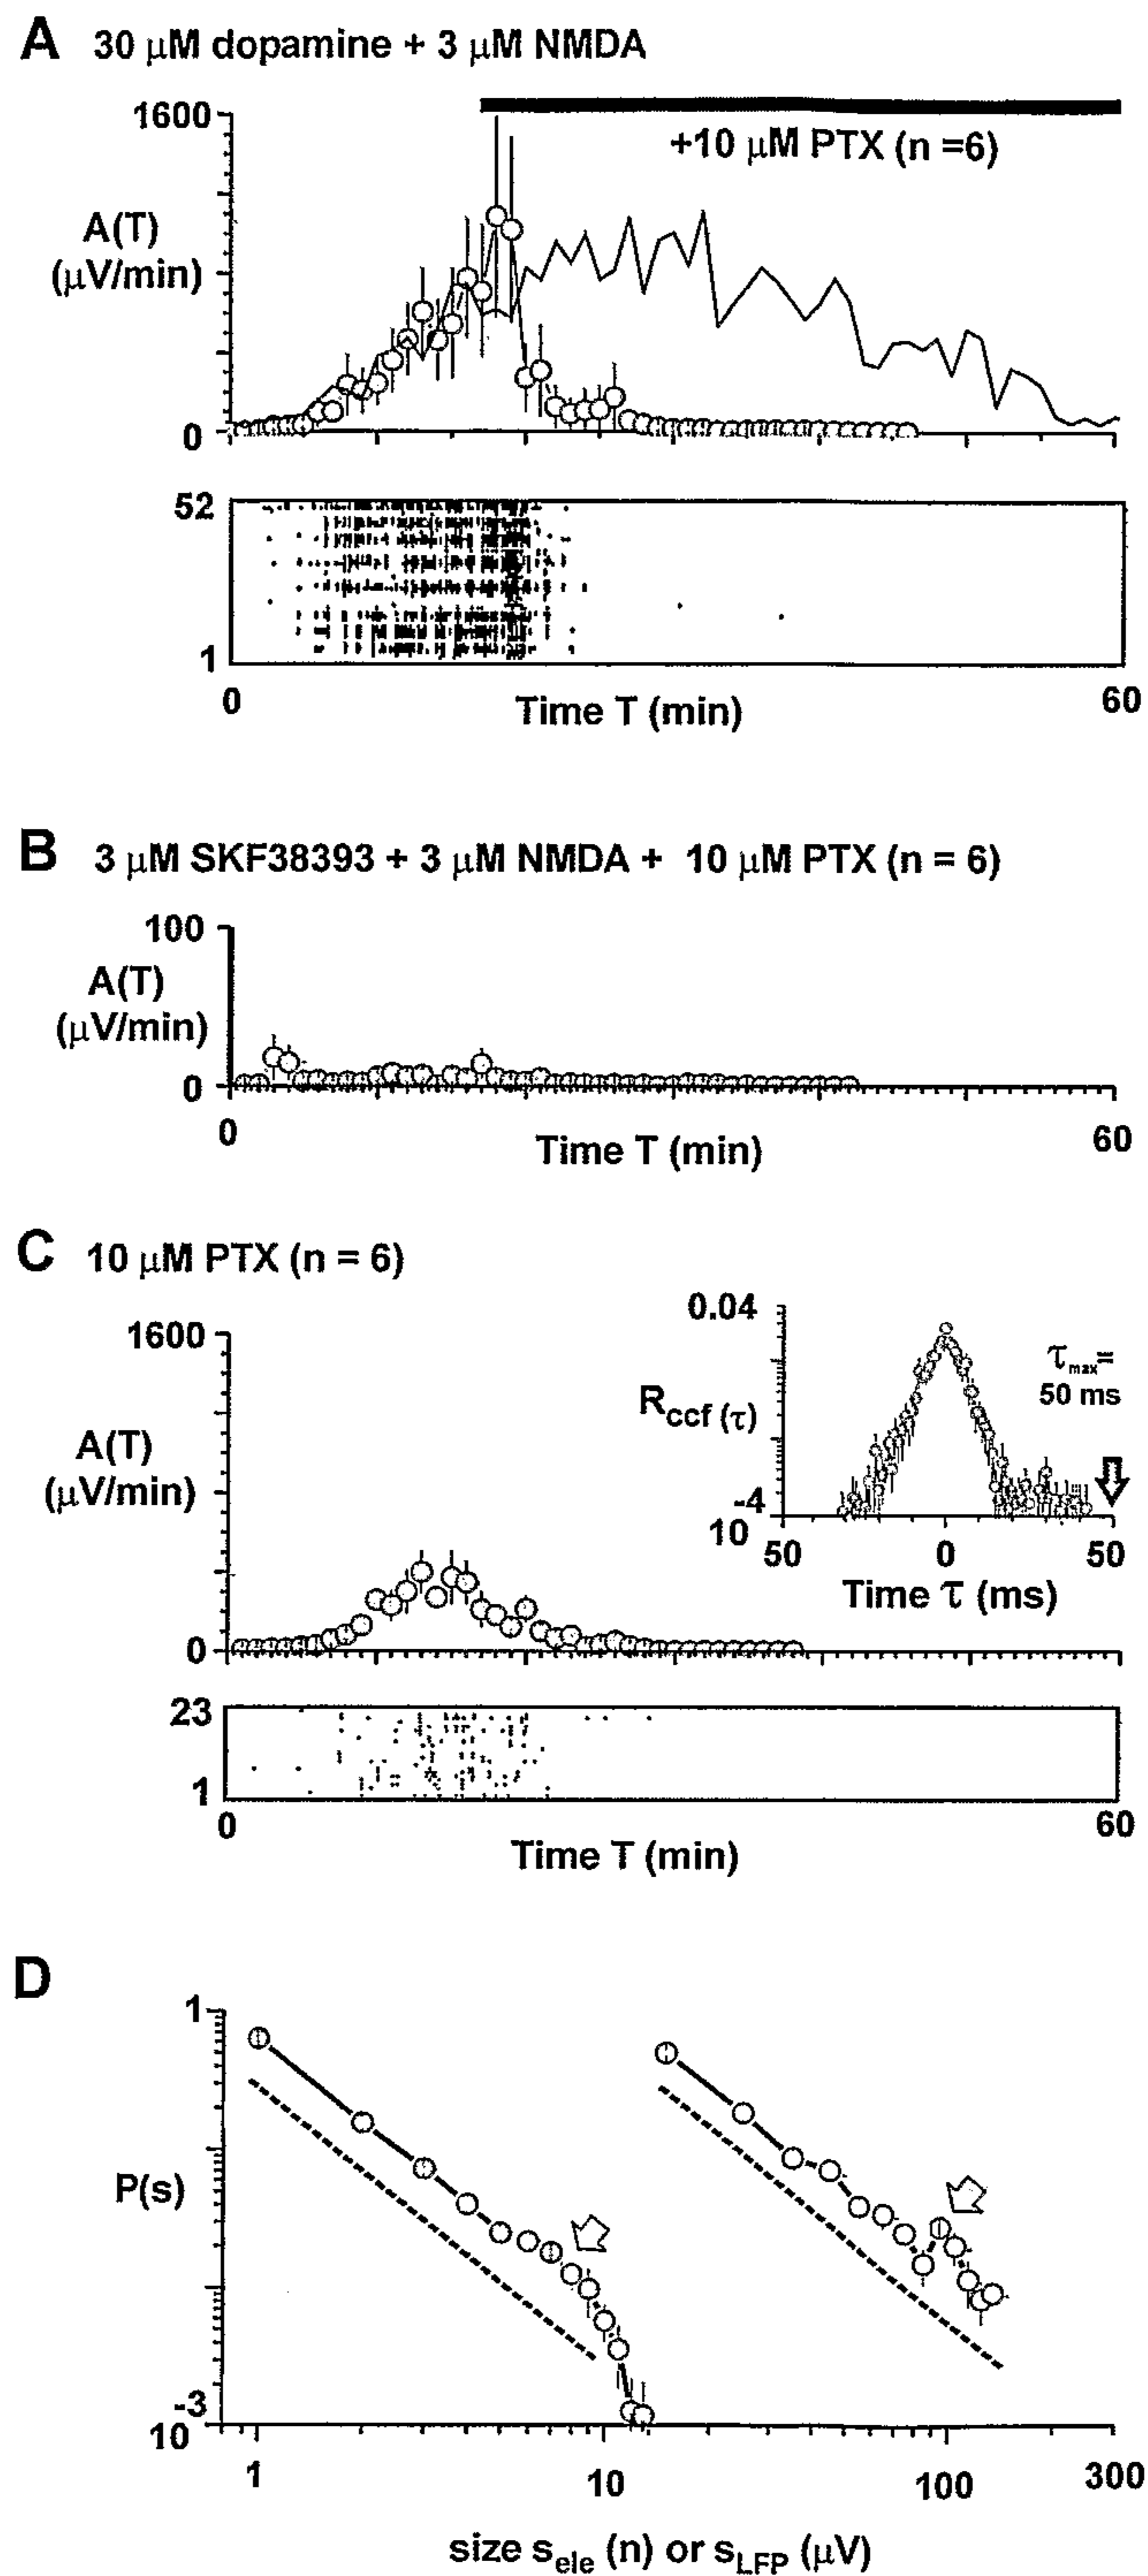 A 30 μM dopamine + 3 μM NMDA
1600
+10 μM PTX (n =6)
A(T)
(μV/min)
0
52
1
0
60
Time T (min)
B 3 μM SKF38393 + 3 μM NMDA + 10 μM PTX (n = 6)
100
A(T)
(μV/min)
0
0
60
Time T (min)
C 10 μM PTX (n = 6)
1600
A(T)
(μV/min)
0
0.04
R_ccf (τ)
τ_max=
50 ms
10^-4
50 0 50
Time τ (ms)
23
1
0
60
Time T (min)
D
1
P(s)
10^-3
1 10 100 300
size s_ele (n) or s_LFP (μV)